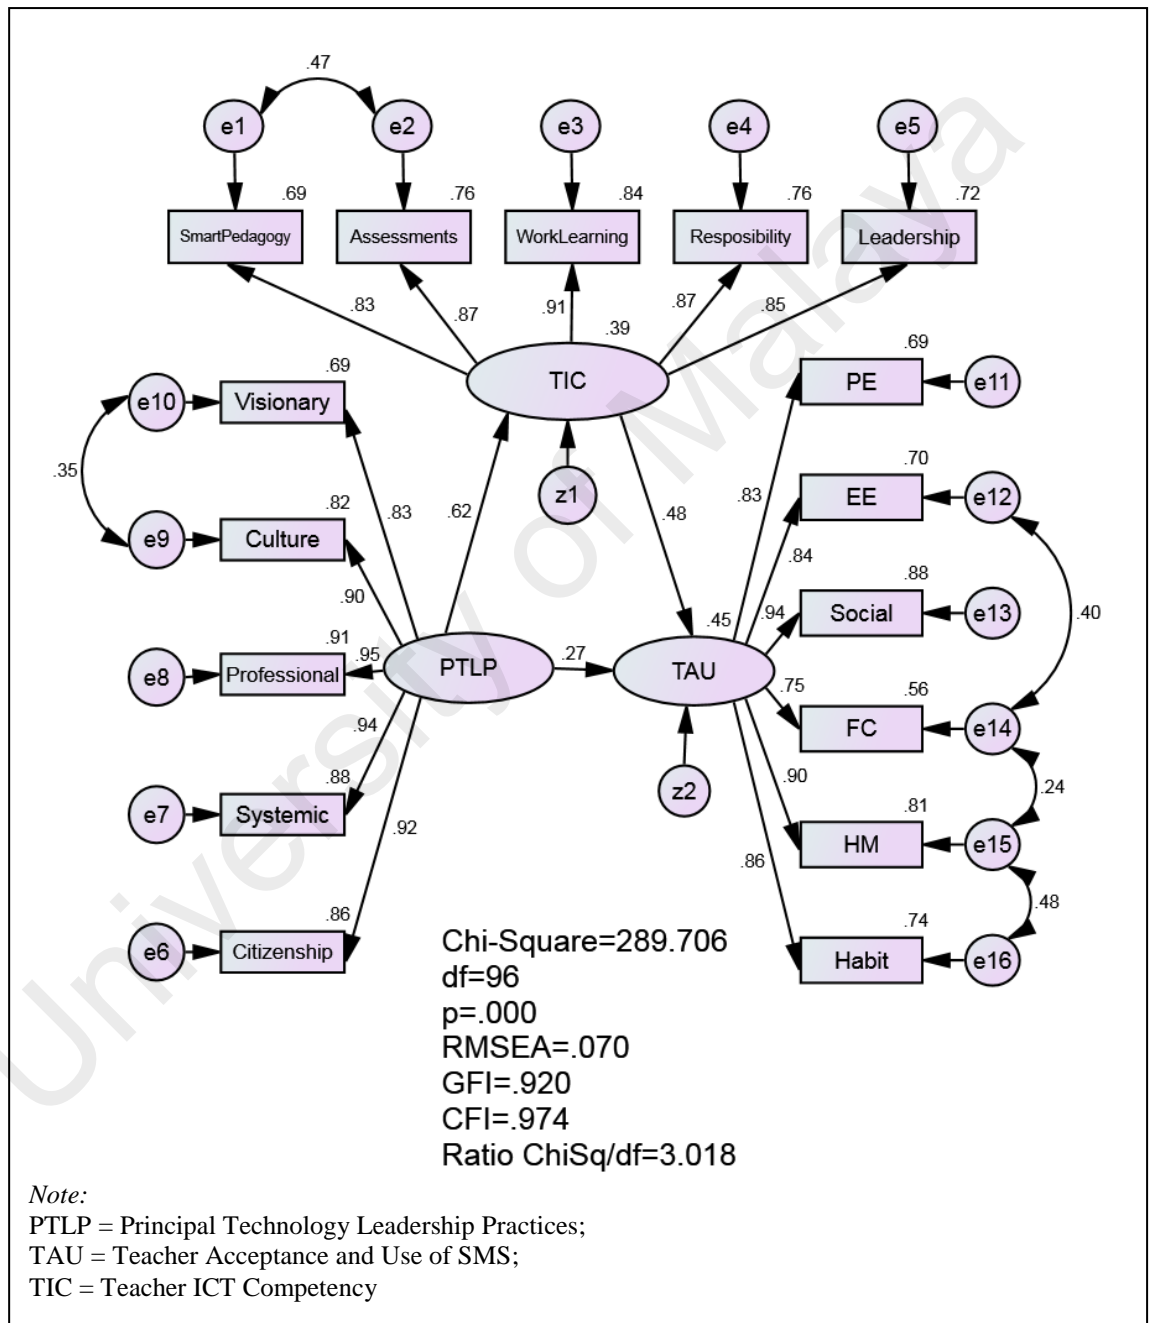 .47
e1
e2
e3
e4
e5
.69
.76
.84
.76
.72
SmartPedagogy
Assessments
WorkLearning
Resposibility
Leadership
.83
.87
.91
.87
.85
.39
TIC
.69
.69
e10
Visionary
PE
e11
.35
z1
.70
EE
e12
.82
.83
.62
.48
.83
e9
Culture
.84
.90
.88
.40
.91
.95
.45
.94
Social
e13
e8
Professional
PTLP
.27
TAU
.75
.56
.94
FC
e14
.88
.90
.24
e7
Systemic
z2
.81
.92
HM
e15
.86
.48
.86
.74
e6
Citizenship
Habit
e16
Chi-Square=289.706
df=96
p=.000
RMSEA=.070
GFI=.920
CFI=.974
Ratio ChiSq/df=3.018
Note:
PTLP = Principal Technology Leadership Practices;
TAU = Teacher Acceptance and Use of SMS;
TIC = Teacher ICT Competency
University of Malaya